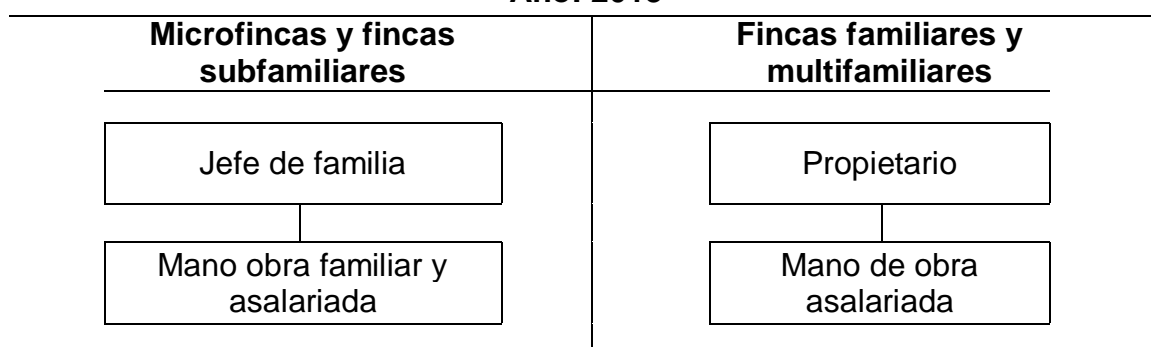 Microfincas y fincas
subfamiliares
Fincas familiares y
multifamiliares
Jefe de familia
Propietario
Mano obra familiar y
asalariada
Mano de obra
asalariada